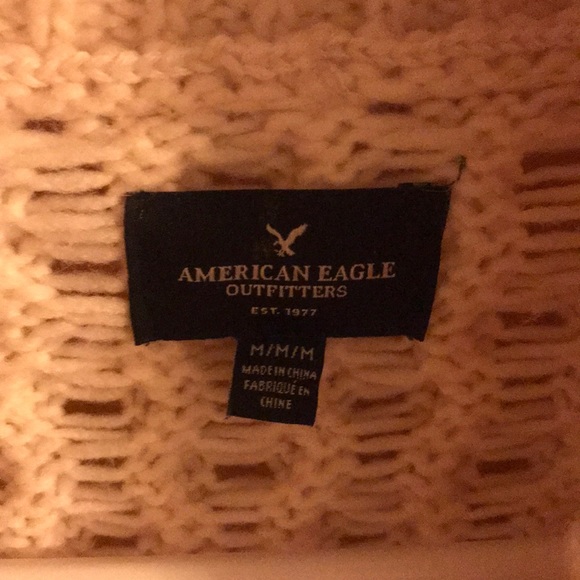 AMERICAN EAGLE
OUTFITTERS
EST. 1977
M/M/M
MADE IN CHINA
FABRIQUÉ EN
CHINE